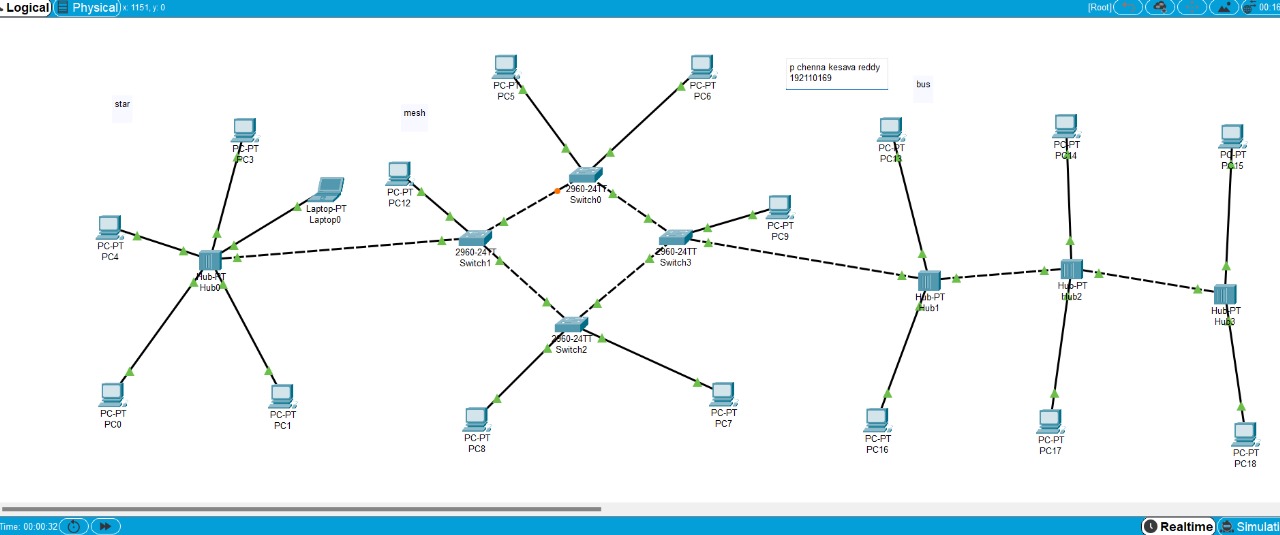 Logical
Physical
x: 1151, y: 0
[Root]
star
PC-PT
PC3
Laptop-PT
Laptop0
PC-PT
PC4
Hub-PT
Hub0
PC-PT
PC0
PC-PT
PC1
mesh
PC-PT
PC5
PC-PT
PC6
PC-PT
PC12
2960-24TT
Switch0
PC-PT
PC9
2960-24TT
Switch1
2960-24TT
Switch3
2960-24TT
Switch2
PC-PT
PC8
PC-PT
PC7
p chenna kesava reddy
192110169
bus
PC-PT
PC13
PC-PT
PC14
PC-PT
PC15
Hub-PT
Hub1
Hub-PT
Hub2
Hub-PT
Hub3
PC-PT
PC16
PC-PT
PC17
PC-PT
PC18
Time: 00:00:32
Realtime
Simulati